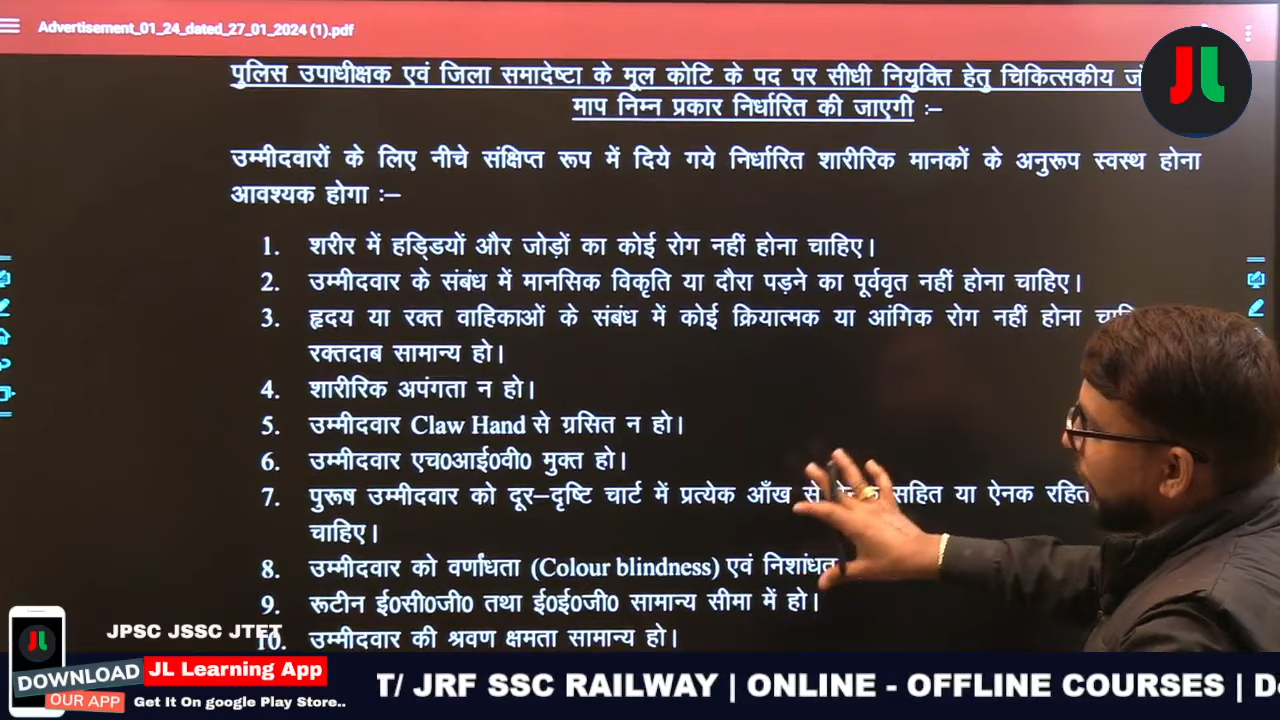 Advertisement_01_24_dated_27_01_2024 (1).pdf
पुलिस उपाधीक्षक एवं जिला समादेष्टा के मूल कोटि के पद पर सीधी नियुक्ति हेतु चिकित्सकीय
JL
माप निम्न प्रकार निर्धारित की जाएगी :–
उम्मीदवारों के लिए नीचे संक्षिप्त रूप में दिये गये निर्धारित शारीरिक मानकों के अनुरूप स्वस्थ होना
आवश्यक होगा :–
1. शरीर में हडि्डयों और जोड़ों का कोई रोग नहीं होना चाहिए।
2. उम्मीदवार के संबंध में मानसिक विकृति या दौरा पड़ने का पूर्ववृत नहीं होना चाहिए।
3. हृदय या रक्त वाहिकाओं के संबंध में कोई क्रियात्मक या आंगिक रोग नहीं होना
रक्तदाब सामान्य हो।
4. शारीरिक अपंगता न हो।
5. उम्मीदवार Claw Hand से ग्रसित न हो।
6. उम्मीदवार एच0आई0वी0 मुक्त हो।
7. पुरूष उम्मीदवार को दूर–दृष्टि चार्ट में प्रत्येक आँख से सहित या ऐनक रहित
चाहिए।
8. उम्मीदवार को वर्णांधता (Colour blindness) एवं
9. रूटीन ई0सी0जी0 तथा ई0ई0जी0 सामान्य सीमा में हो।
10. उम्मीदवार की श्रवण क्षमता सामान्य हो।
JPSC JSSC JTET
DOWNLOAD JL Learning App
OUR APP Get It On google Play Store..
T/ JRF SSC RAILWAY | ONLINE - OFFLINE COURSES |